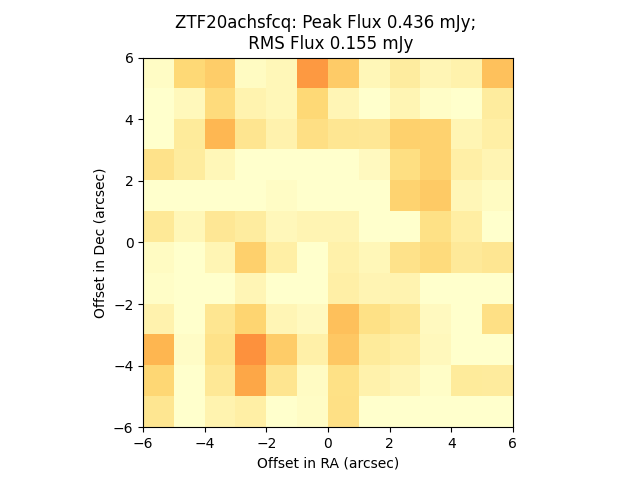 ZTF20achsfcq: Peak Flux 0.436 mJy;
RMS Flux 0.155 mJy
6
4
2
0
−2
−4
−6
Offset in Dec (arcsec)
−6 −4 −2 0 2 4 6
Offset in RA (arcsec)